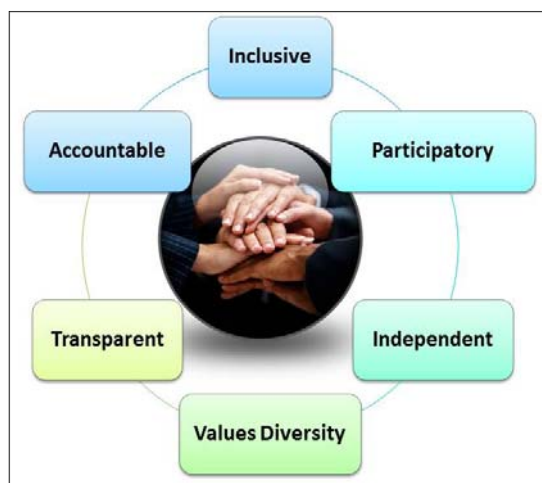 Inclusive
Accountable
Participatory
Transparent
Independent
Values Diversity